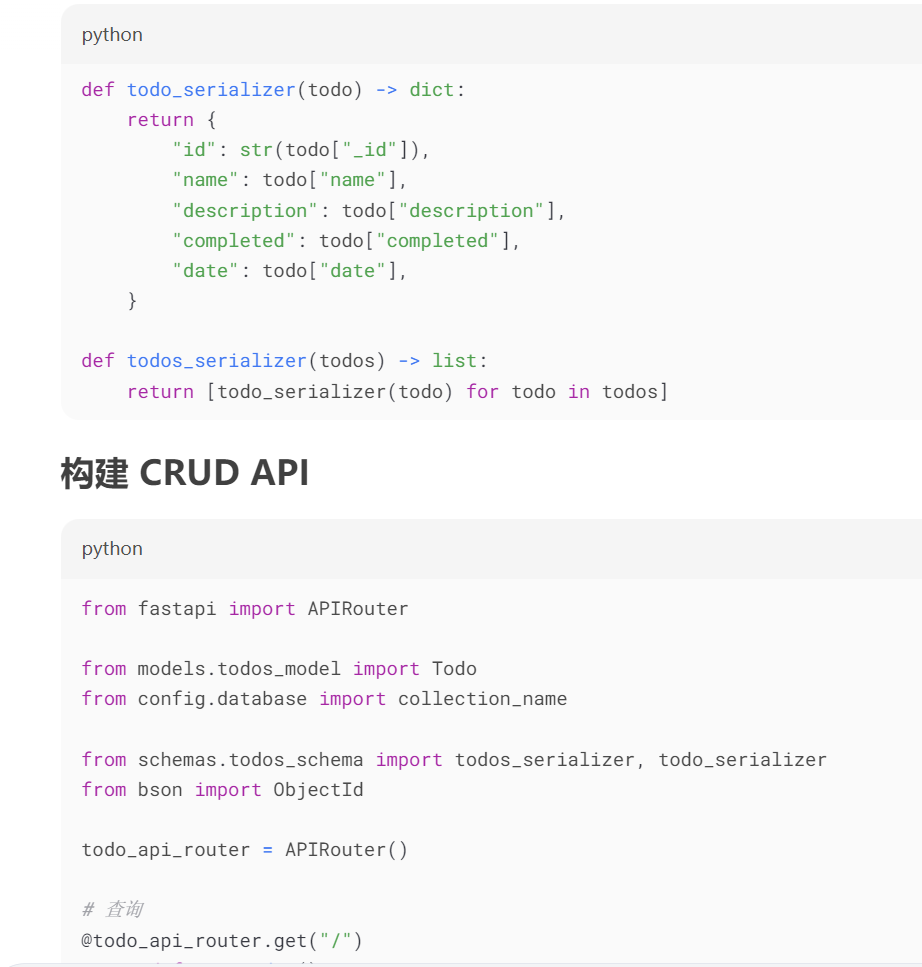 python
def todo_serializer(todo) -> dict:
    return {
        "id": str(todo["_id"]),
        "name": todo["name"],
        "description": todo["description"],
        "completed": todo["completed"],
        "date": todo["date"],
    }
def todos_serializer(todos) -> list:
    return [todo_serializer(todo) for todo in todos]
构建 CRUD API
python
from fastapi import APIRouter
from models.todos_model import Todo
from config.database import collection_name
from schemas.todos_schema import todos_serializer, todo_serializer
from bson import ObjectId
todo_api_router = APIRouter()
# 查询
@todo_api_router.get("/")